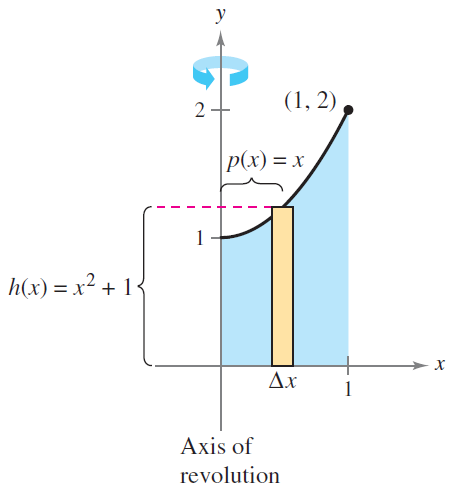 y
(1, 2)
2
p(x) = x
1
h(x) = x² + 1
x
Δx
1
Axis of
revolution